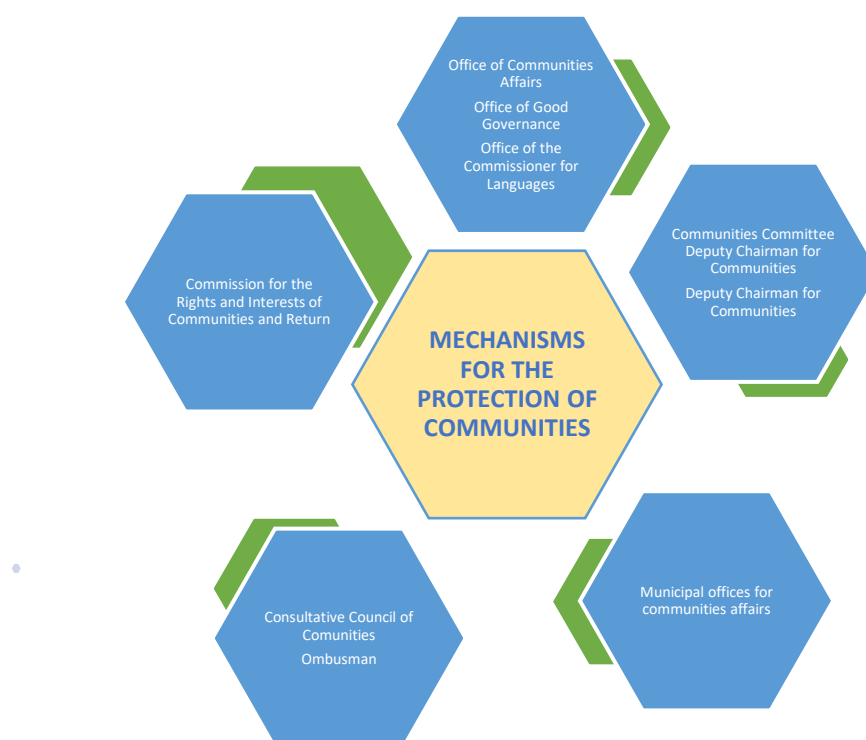 Office of Communities
Affairs
Office of Good
Governance
Office of the
Commissioner for
Languages
Communities Committee
Deputy Chairman for
Communities
Deputy Chairman for
Communities
Commission for the
Rights and Interests of
Communities and Return
MECHANISMS
FOR THE
PROTECTION OF
COMMUNITIES
Municipal offices for
communities affairs
Consultative Council of
Comunities
Ombusman